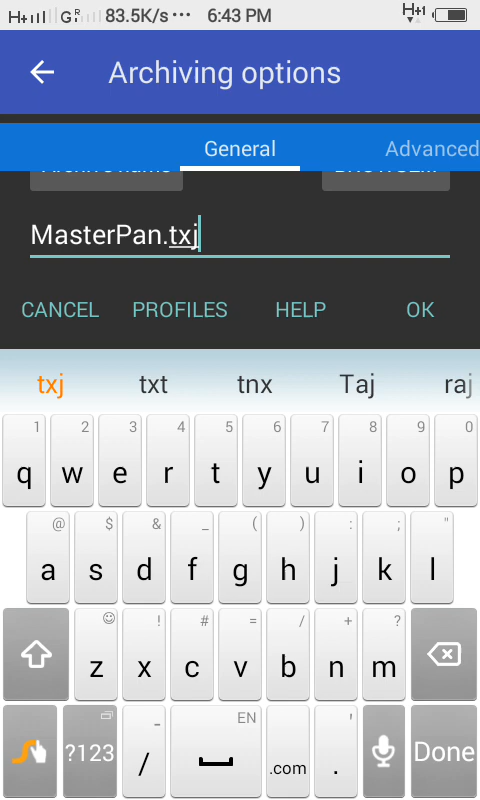 83.5K/s 6:43 PM
Archiving options
General Advanced
MasterPan.txj
CANCEL PROFILES HELP OK
txj txt tnx Taj raj
1 2 3 4 5 6 7 8 9 0
q w e r t y u i o p
@ $ & _ ( ) : ; "
a s d f g h j k l
! # = / + ?
z x c v b n m
?123 - / EN .com ' . Done